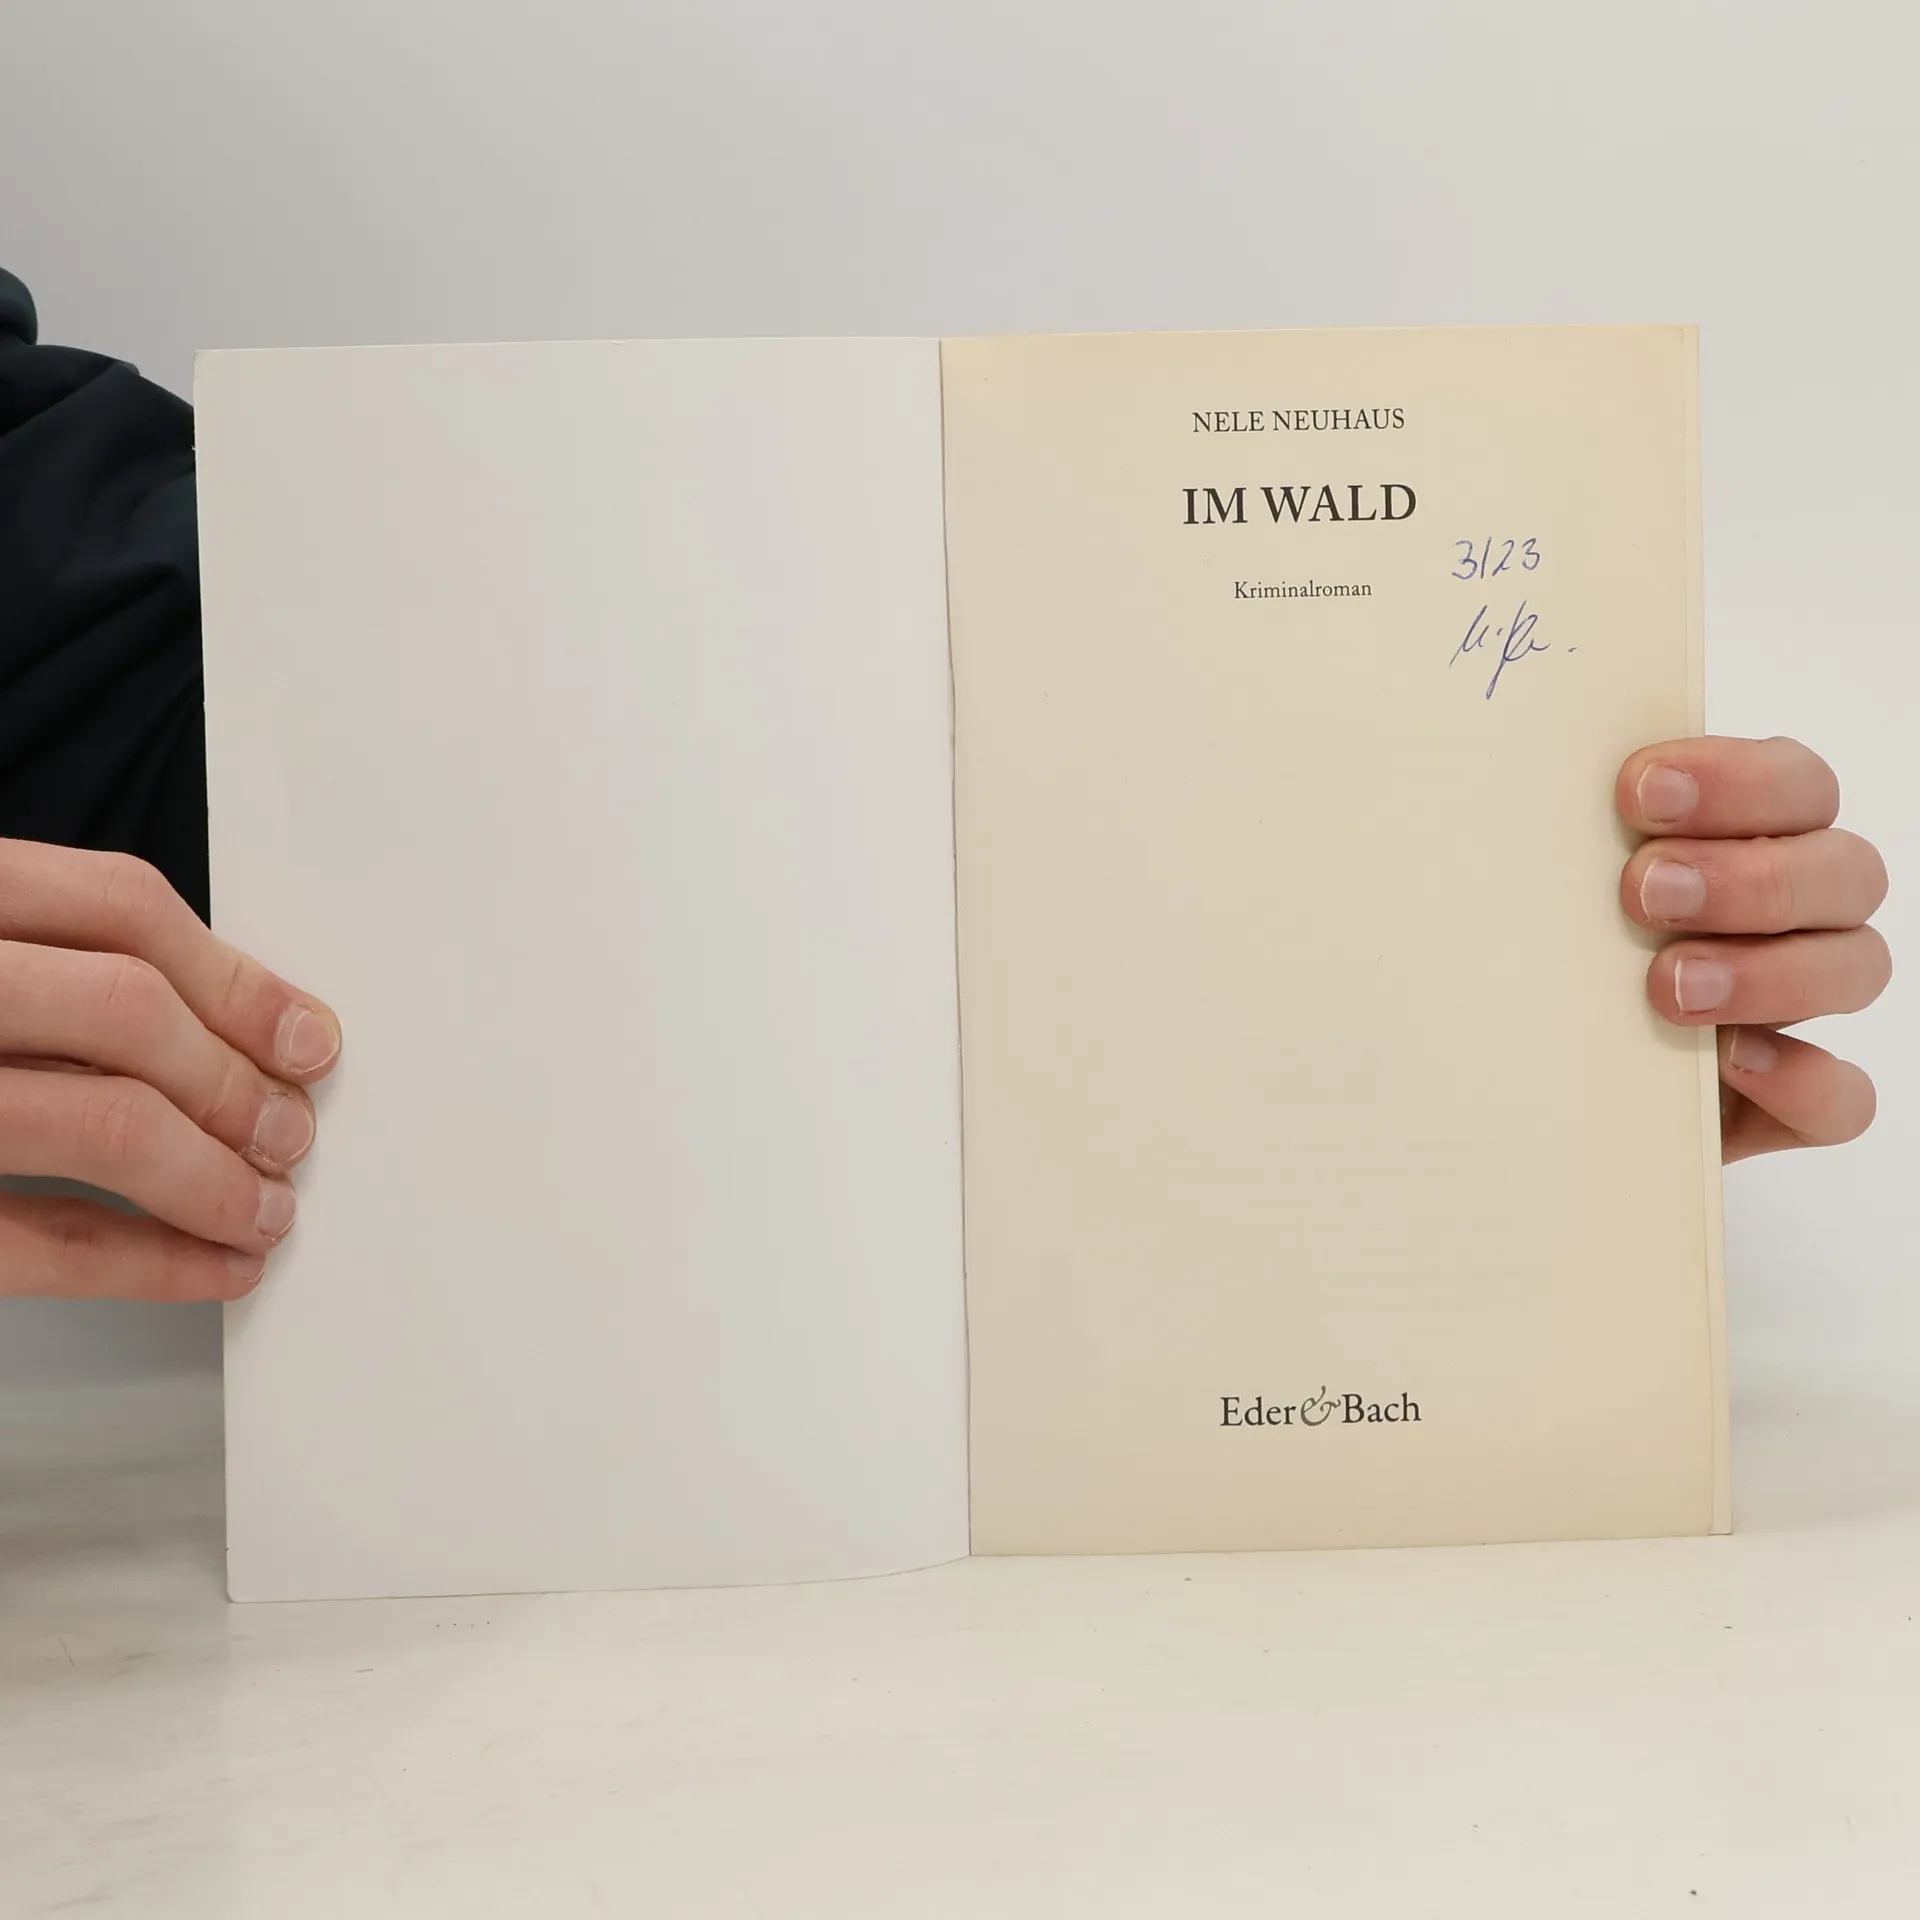 NELE NEUHAUS
IM WALD
3/23
Kriminalroman
Eder & Bach